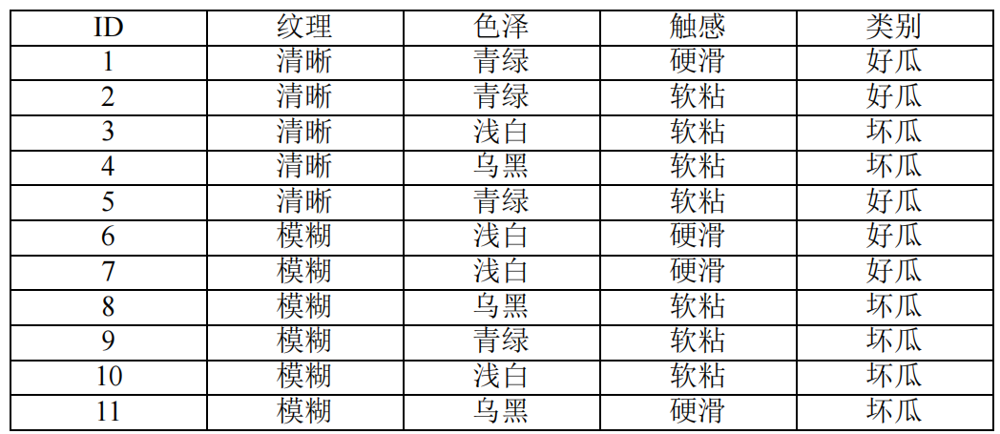 ID 纹理 色泽 触感 类别
1 清晰 青绿 硬滑 好瓜
2 清晰 青绿 软粘 好瓜
3 清晰 浅白 软粘 坏瓜
4 清晰 乌黑 软粘 坏瓜
5 清晰 青绿 软粘 好瓜
6 模糊 浅白 硬滑 好瓜
7 模糊 浅白 硬滑 好瓜
8 模糊 乌黑 软粘 坏瓜
9 模糊 青绿 软粘 坏瓜
10 模糊 浅白 软粘 坏瓜
11 模糊 乌黑 硬滑 坏瓜